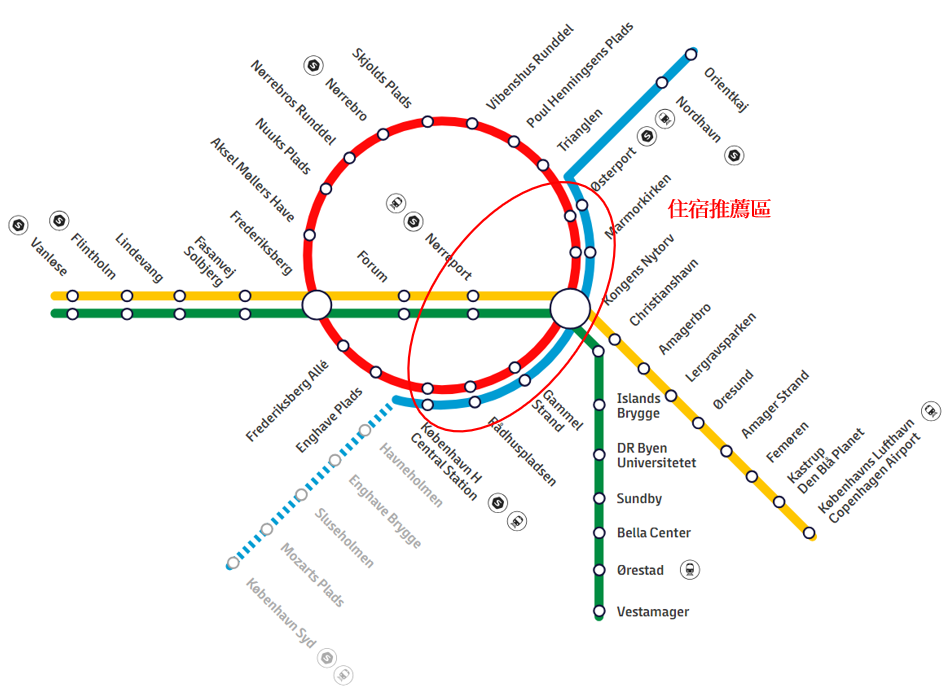 Vibenshus Runddel
Poul Henningsens Plads
Skjolds Plads
Nørrebro
Nørrebros Runddel
Nuuks Plads
Aksel Møllers Have
Frederiksberg
Trianglen
Orientkaj
Nordhavn
Østerport
Marmorkirken
住宿推薦區
Vanløse
Flintholm
Lindevang
Fasanvej
Solbjerg
Forum
Nørreport
Kongens Nytorv
Christianshavn
Amagerbro
Lergravsparken
Øresund
Amager Strand
Femøren
Kastrup
Den Blå Planet
Københavns Lufthavn
Copenhagen Airport
Frederiksberg Allé
Enghave Plads
København H
Central Station
Rådhuspladsen
Gammel
Strand
Islands
Brygge
DR Byen
Universitetet
Sundby
Bella Center
Ørestad
Vestamager
Havneholmen
Enghave Brygge
Sluseholmen
Mozarts Plads
København Syd